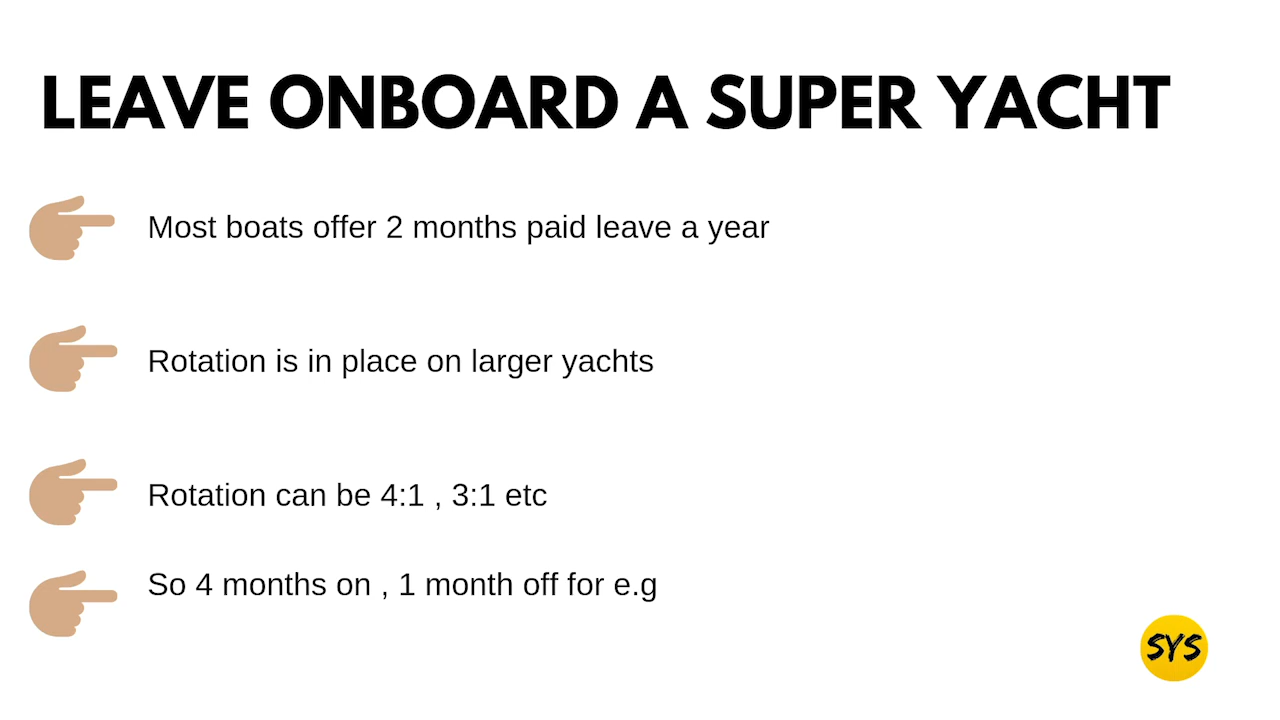 LEAVE ONBOARD A SUPER YACHT
Most boats offer 2 months paid leave a year
Rotation is in place on larger yachts
Rotation can be 4:1 , 3:1 etc
So 4 months on , 1 month off for e.g
SYS